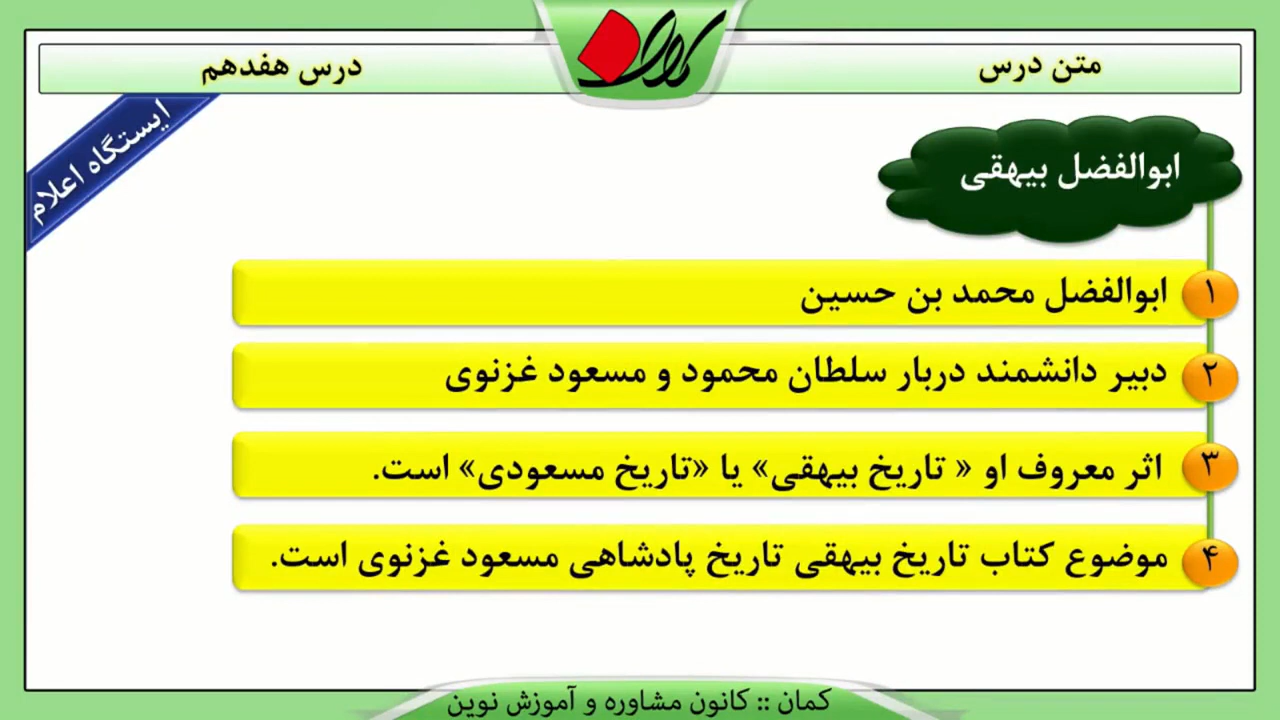 متن درس
درس هفدهم
ایستگاه اعلام
ابوالفضل بیهقی
۱ ابوالفضل محمد بن حسین
۲ دبیر دانشمند دربار سلطان محمود و مسعود غزنوی
۳ اثر معروف او « تاریخ بیهقی» یا «تاریخ مسعودی» است.
۴ موضوع کتاب تاریخ بیهقی تاریخ پادشاهی مسعود غزنوی است.
کمان :: کانون مشاوره و آموزش نوین